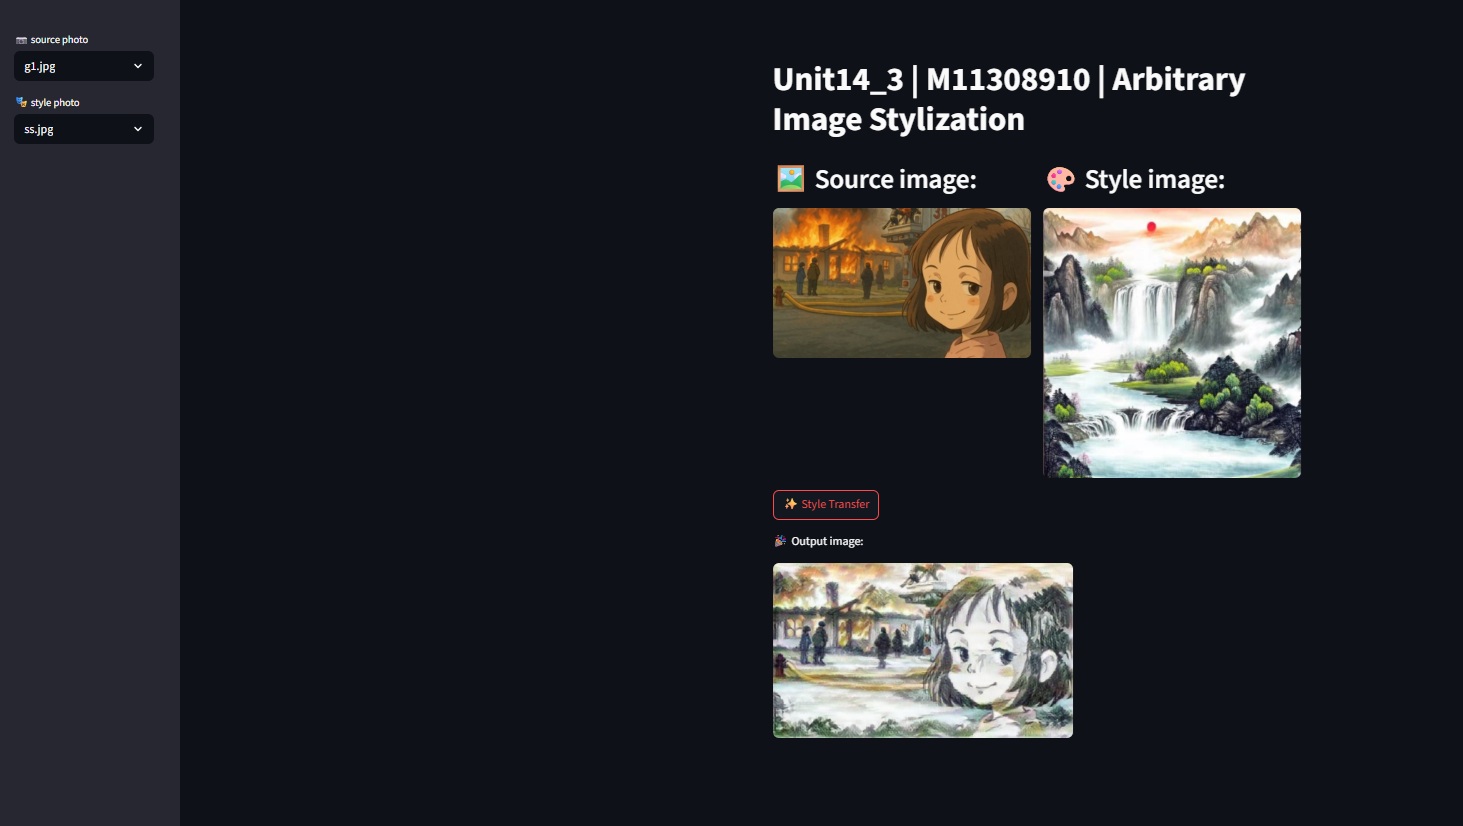 source photo
g1.jpg
style photo
ss.jpg
Unit14_3 | M11308910 | Arbitrary
Image Stylization
Source image:
Style image:
Style Transfer
Output image: